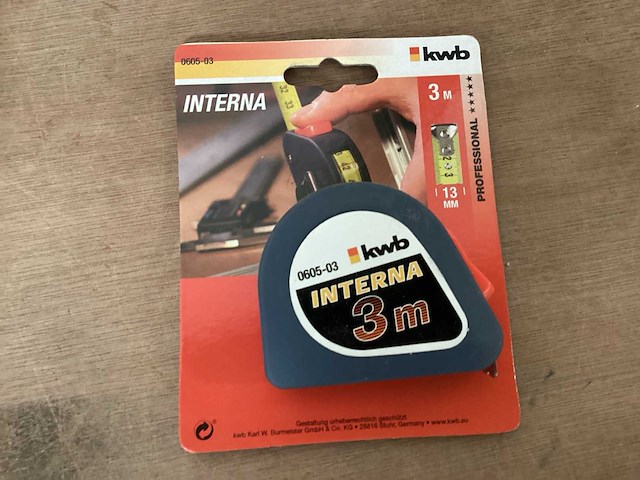 0605-03
kwb
INTERNA
3 M
PROFESSIONAL ★★★★★
13
MM
kwb
0605-03
INTERNA
3 m
Gestaltung urheberrechtlich geschützt
kwb Karl W. Burmeister GmbH & Co. KG • 28816 Stuhr, Germany • www.kwb.eu